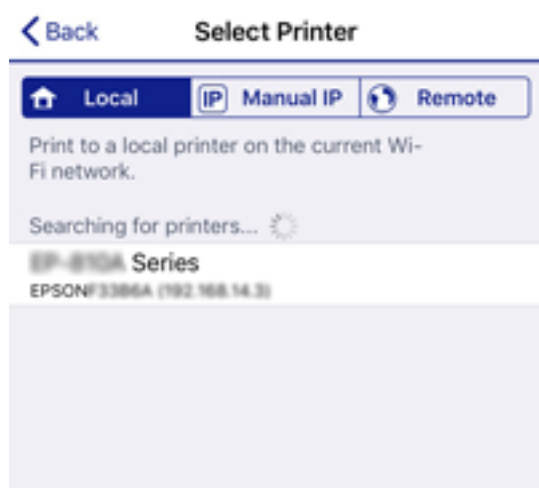 Back
Select Printer
Local
IP Manual IP
Remote
Print to a local printer on the current Wi-
Fi network.
Searching for printers...
Series
EPSON